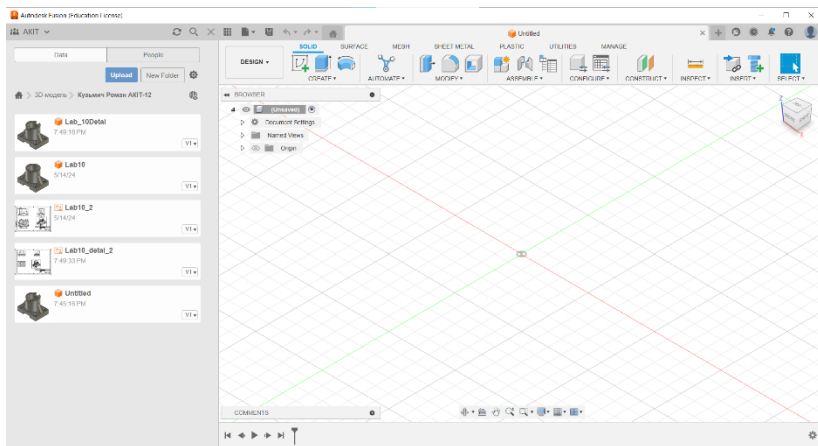 Autodesk Fusion (Education License)
AKIT
Untitled
Data
People
Upload
New Folder
3D модель > Кузьмич Роман АКІТ-12
Lab_10Detal
7:49:16 PM
V1
Lab10
5/14/24
V1
Lab10_2
5/14/24
V1
Lab10_detal_2
7:49:33 PM
V1
Untitled
7:45:16 PM
V1
SOLID
SURFACE
MESH
SHEET METAL
PLASTIC
UTILITIES
MANAGE
DESIGN
CREATE
AUTOMATE
MODIFY
ASSEMBLE
CONFIGURE
CONSTRUCT
INSPECT
INSERT
SELECT
BROWSER
(Unsaved)
Document Settings
Named Views
Origin
COMMENTS